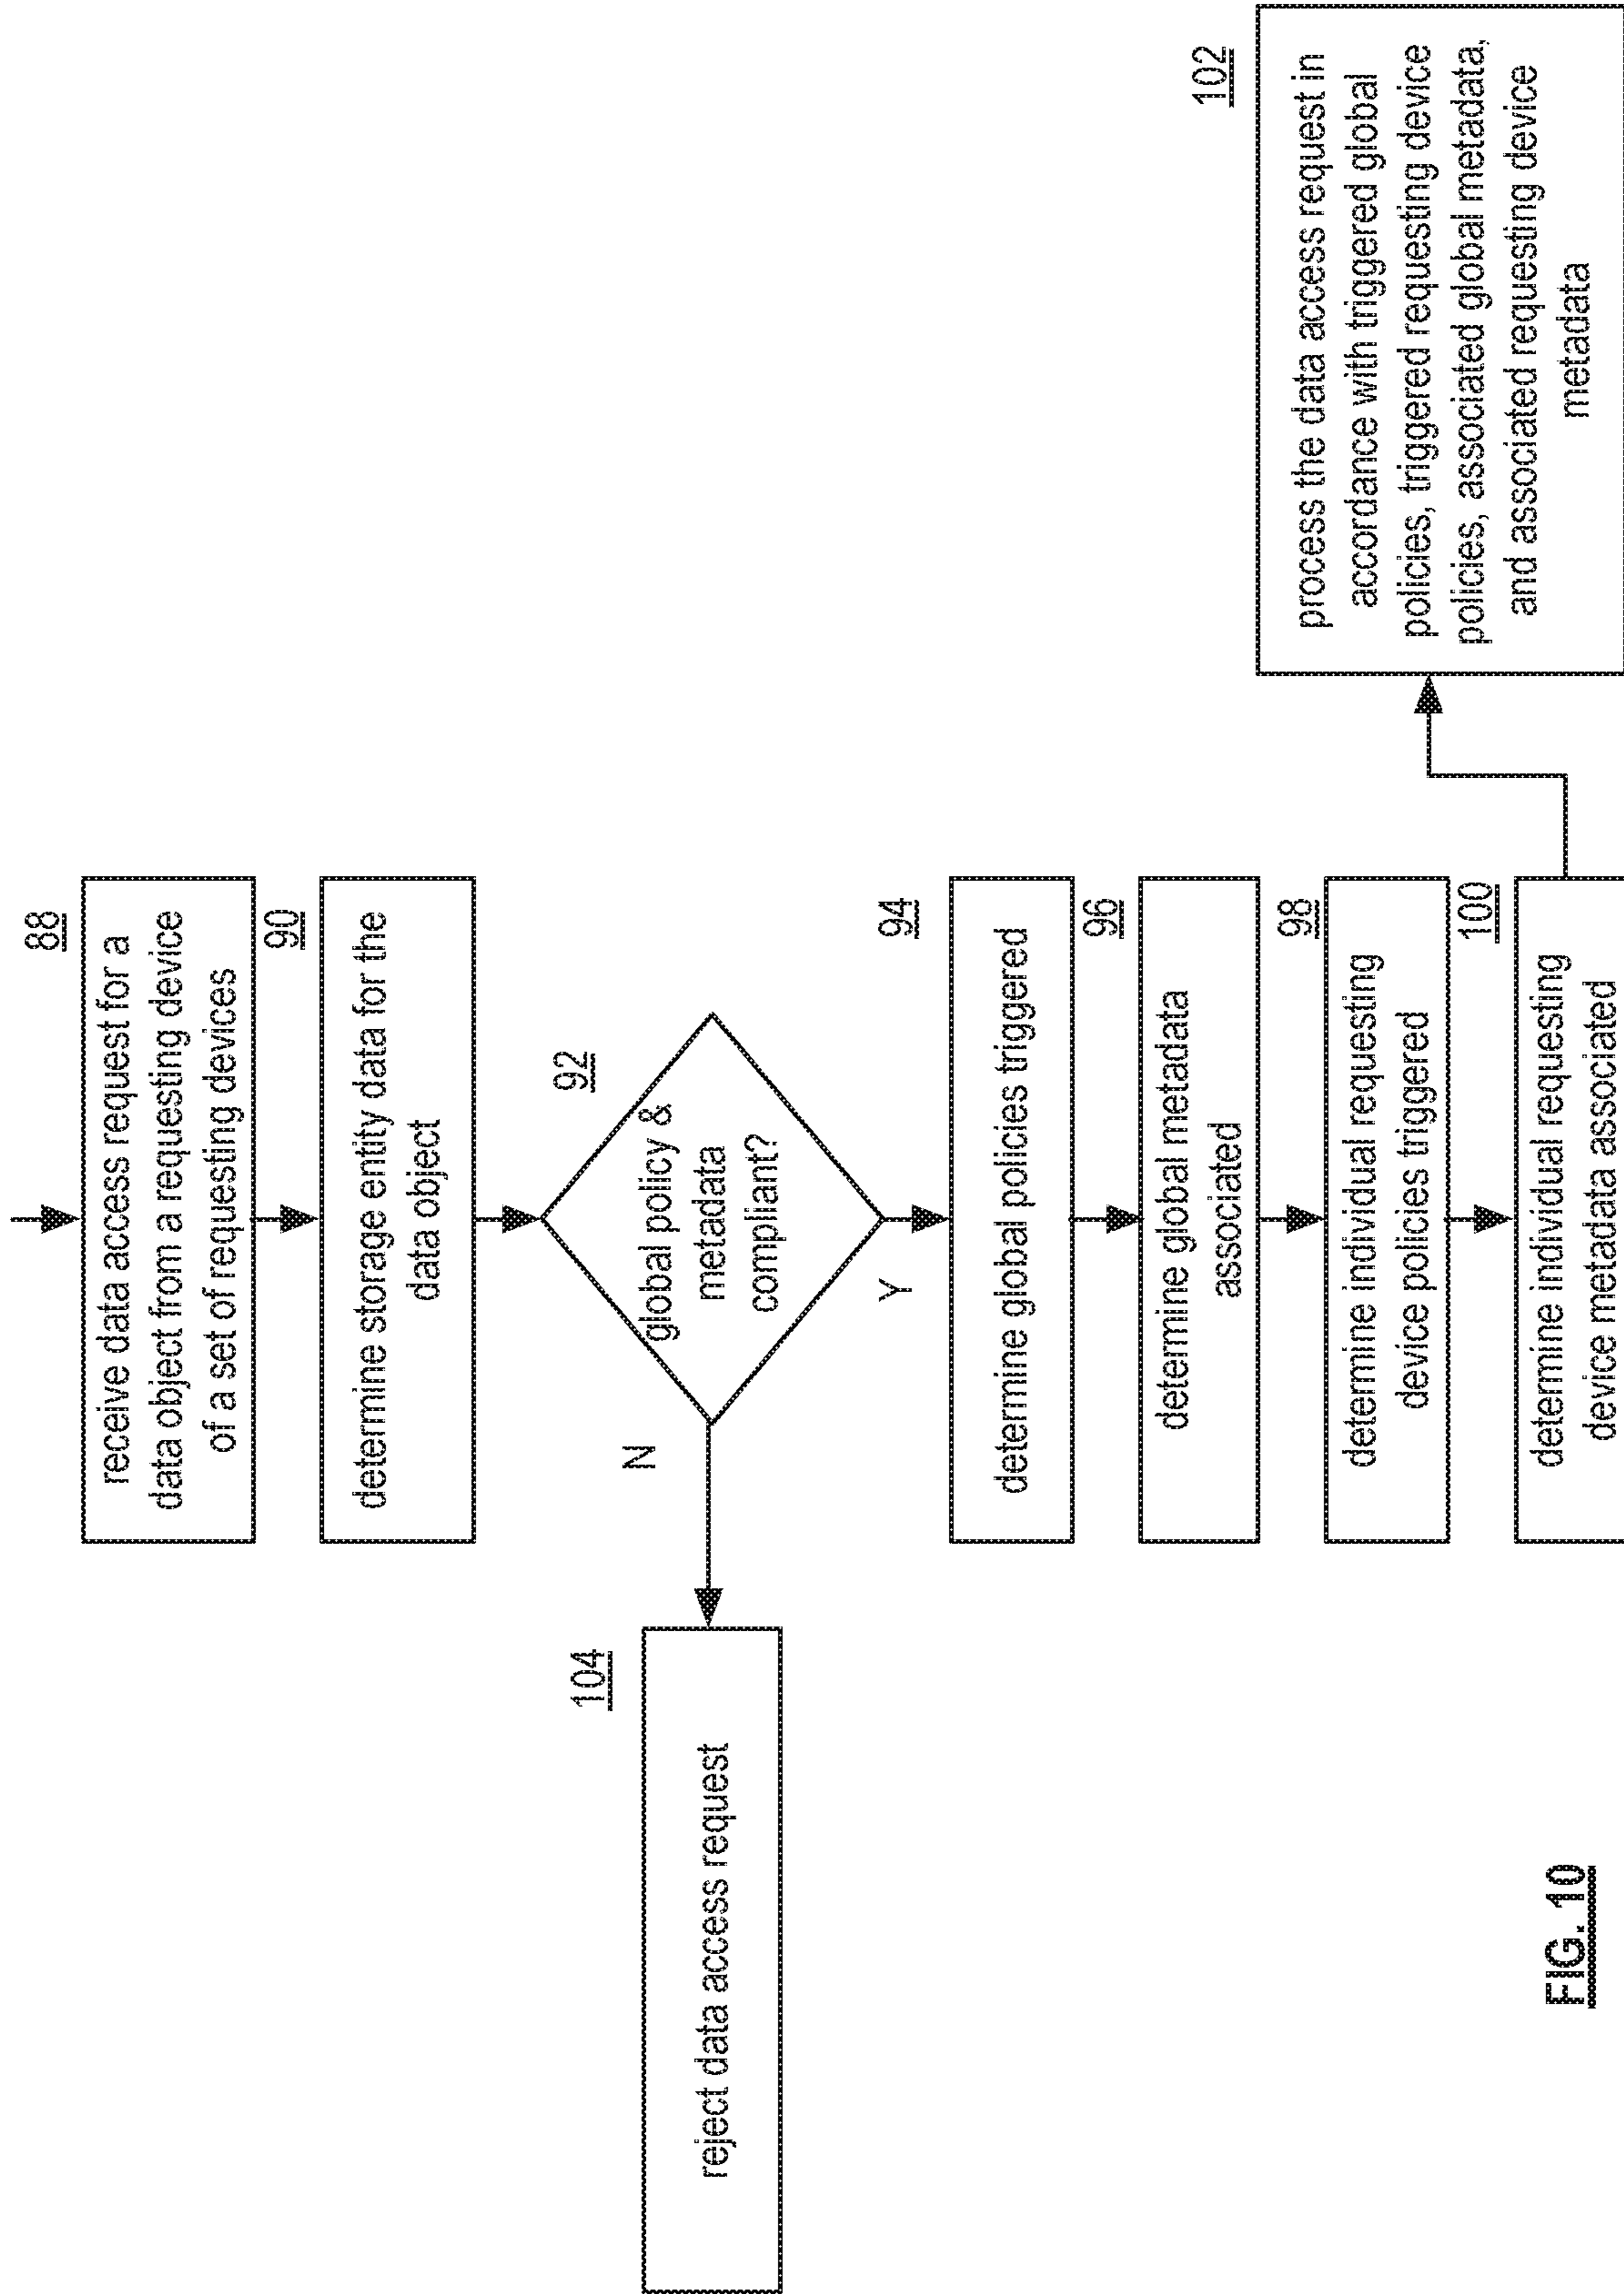 88
receive data access request for a
data object from a requesting device
of a set of requesting devices
90
determine storage entity data for the
data object
92
global policy &
metadata
compliant?
N
Y
104
reject data access request
94
determine global policies triggered
96
determine global metadata
associated
98
determine individual requesting
device policies triggered
100
determine individual requesting
device metadata associated
102
process the data access request in
accordance with triggered global
policies, triggered requesting device
policies, associated global metadata,
and associated requesting device
metadata
FIG. 10